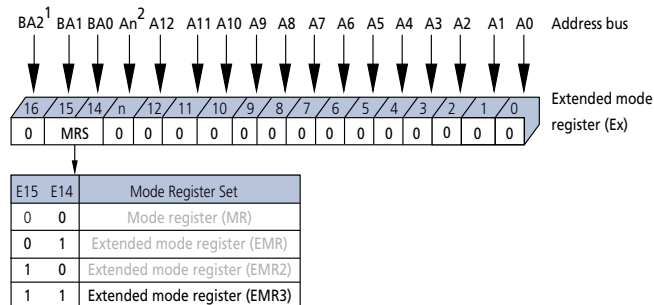 BA2¹ BA1 BA0 An² A12 A11 A10 A9 A8 A7 A6 A5 A4 A3 A2 A1 A0 Address bus
16 15 14 n 12 11 10 9 8 7 6 5 4 3 2 1 0 Extended mode
register (Ex)
0 MRS 0 0 0 0 0 0 0 0 0 0 0 0 0 0
E15 E14 Mode Register Set
0 0 Mode register (MR)
0 1 Extended mode register (EMR)
1 0 Extended mode register (EMR2)
1 1 Extended mode register (EMR3)